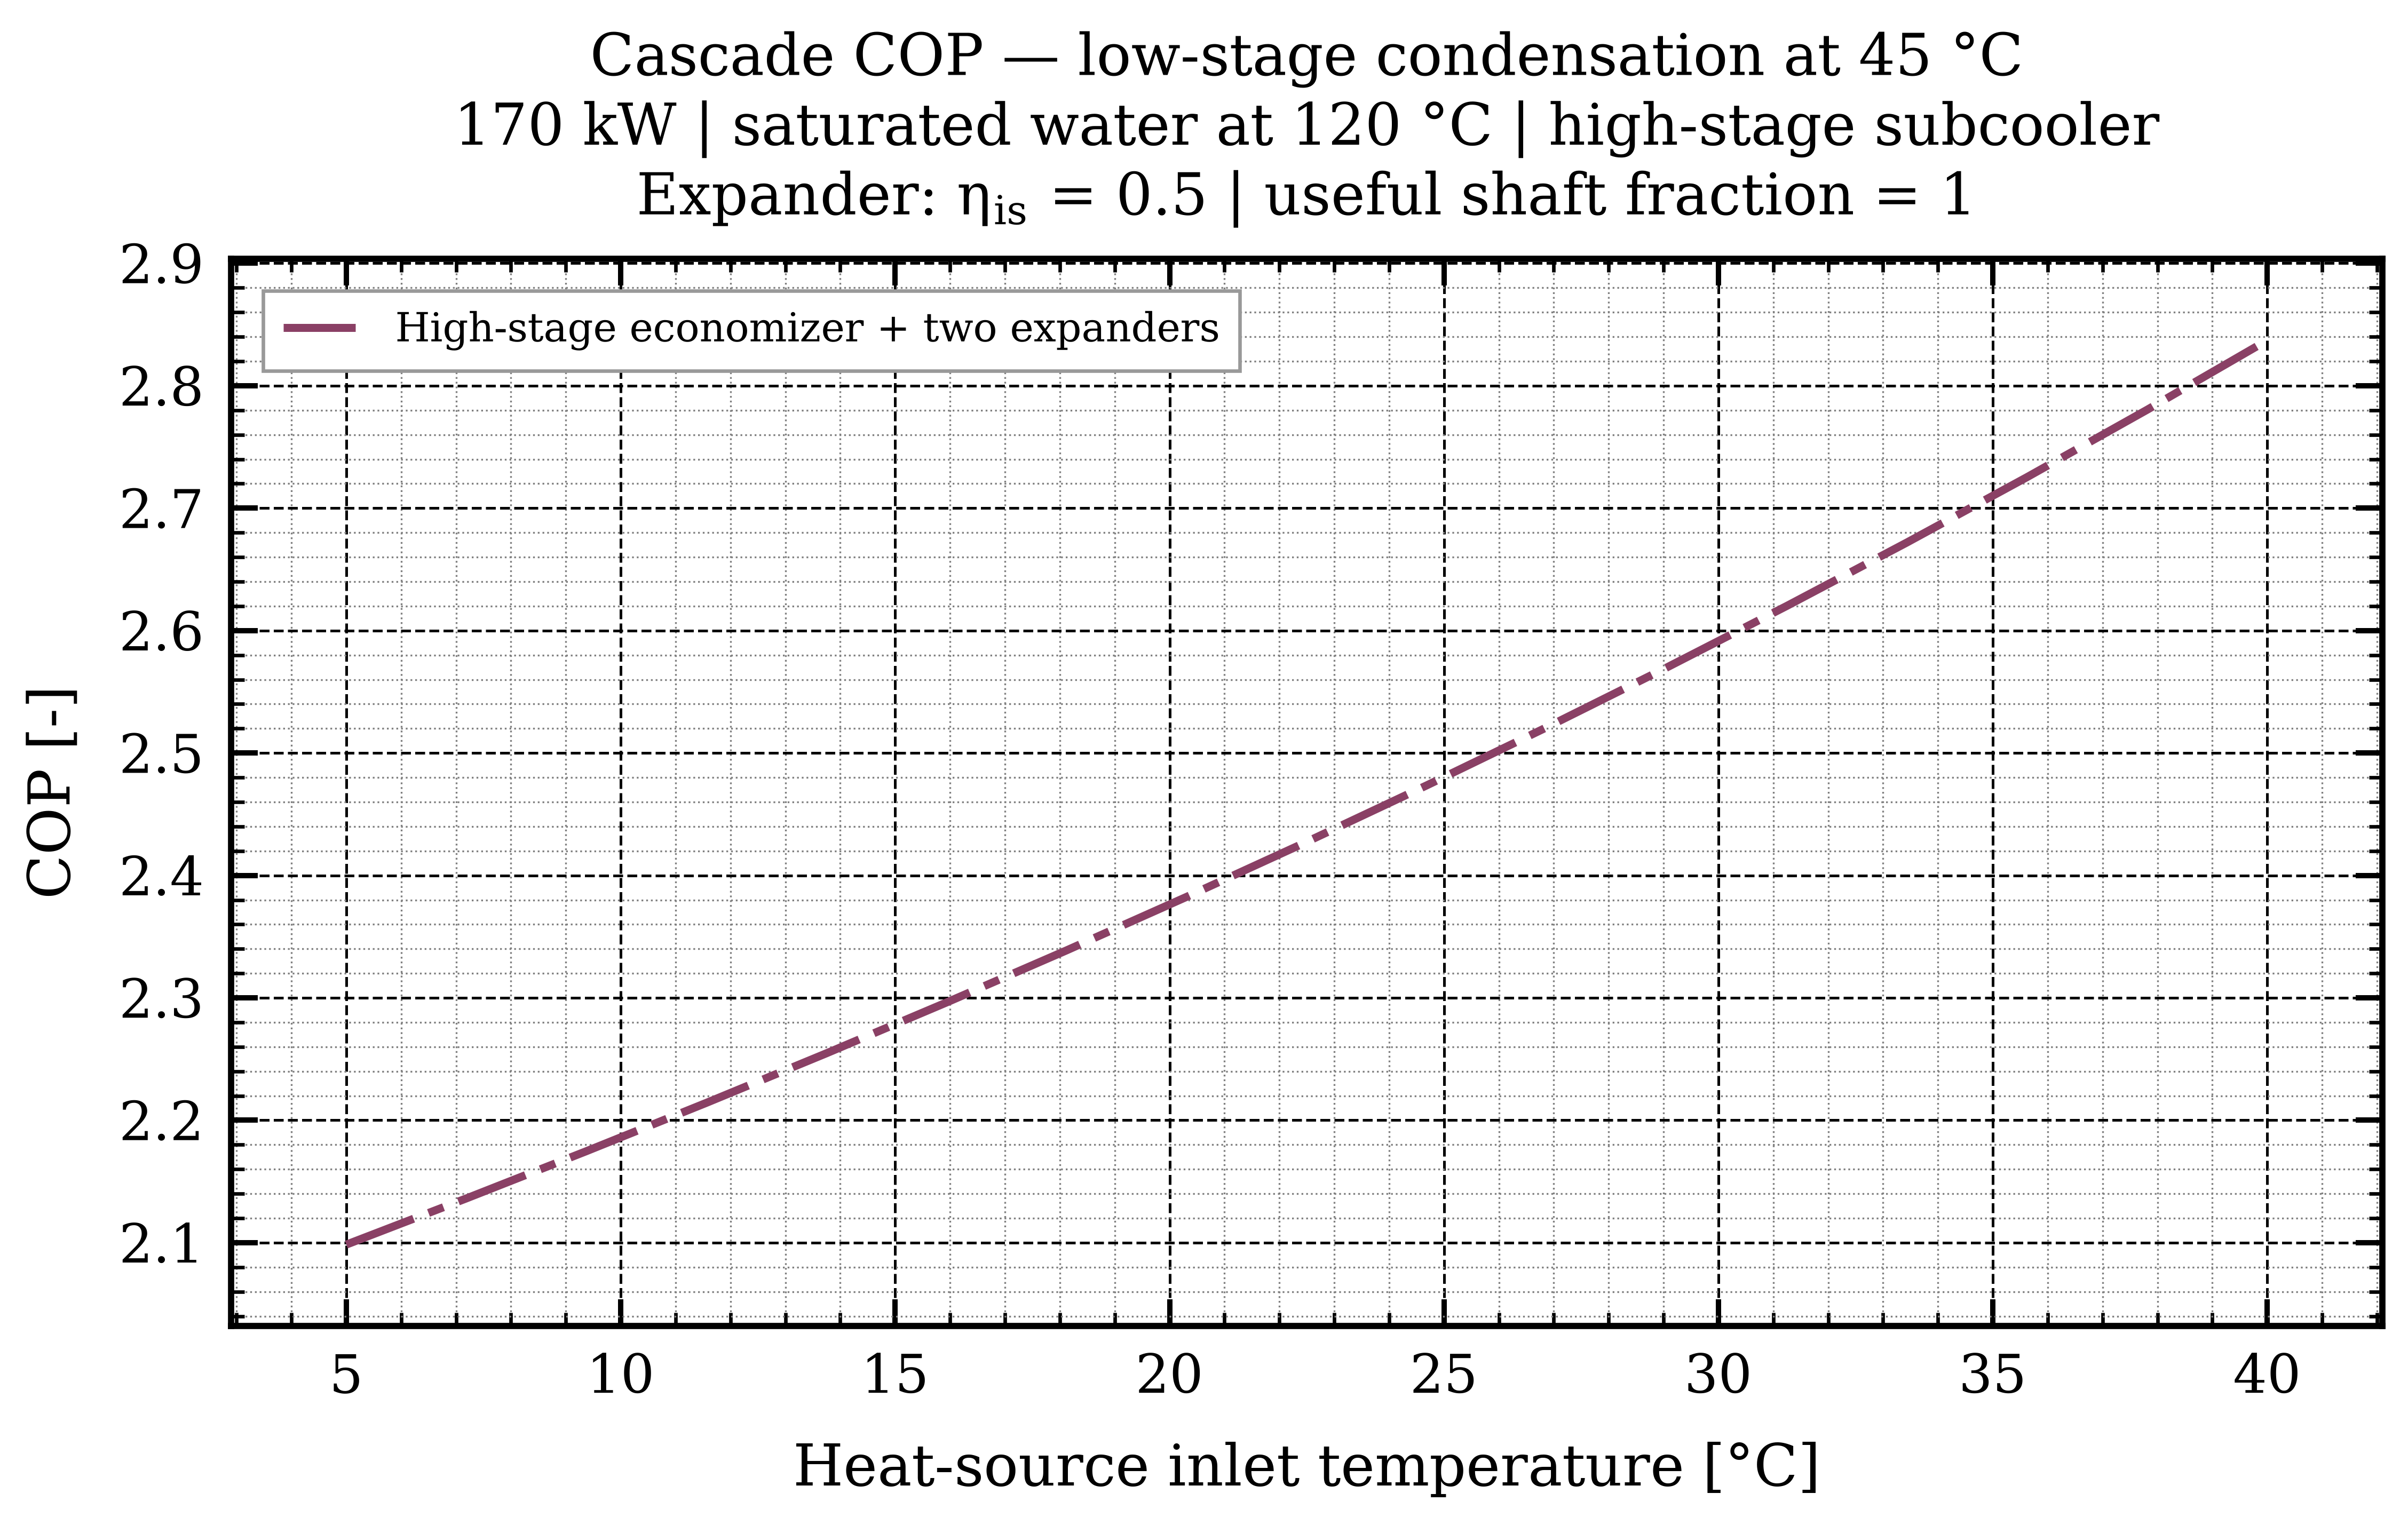 Cascade COP — low-stage condensation at 45 °C
170 kW | saturated water at 120 °C | high-stage subcooler
Expander: ηis = 0.5 | useful shaft fraction = 1
High-stage economizer + two expanders
COP [-]
2.9
2.8
2.7
2.6
2.5
2.4
2.3
2.2
2.1
5 10 15 20 25 30 35 40
Heat-source inlet temperature [°C]